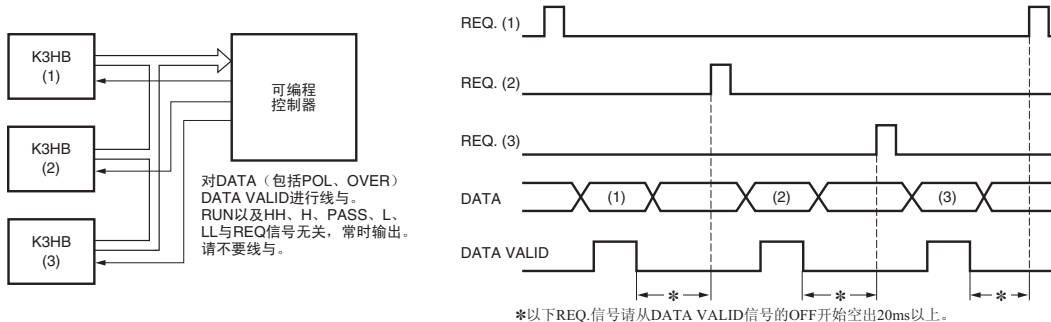 K3HB
(1)
K3HB
(2)
K3HB
(3)
可编程
控制器
对DATA（包括POL、OVER）
DATA VALID进行线与。
RUN以及HH、H、PASS、L、
LL与REQ信号无关，常时输出。
请不要线与。
REQ. (1)
REQ. (2)
REQ. (3)
DATA
(1)
(2)
(3)
DATA VALID
＊
＊
＊
＊以下REQ.信号请从DATA VALID信号的OFF开始空出20ms以上。